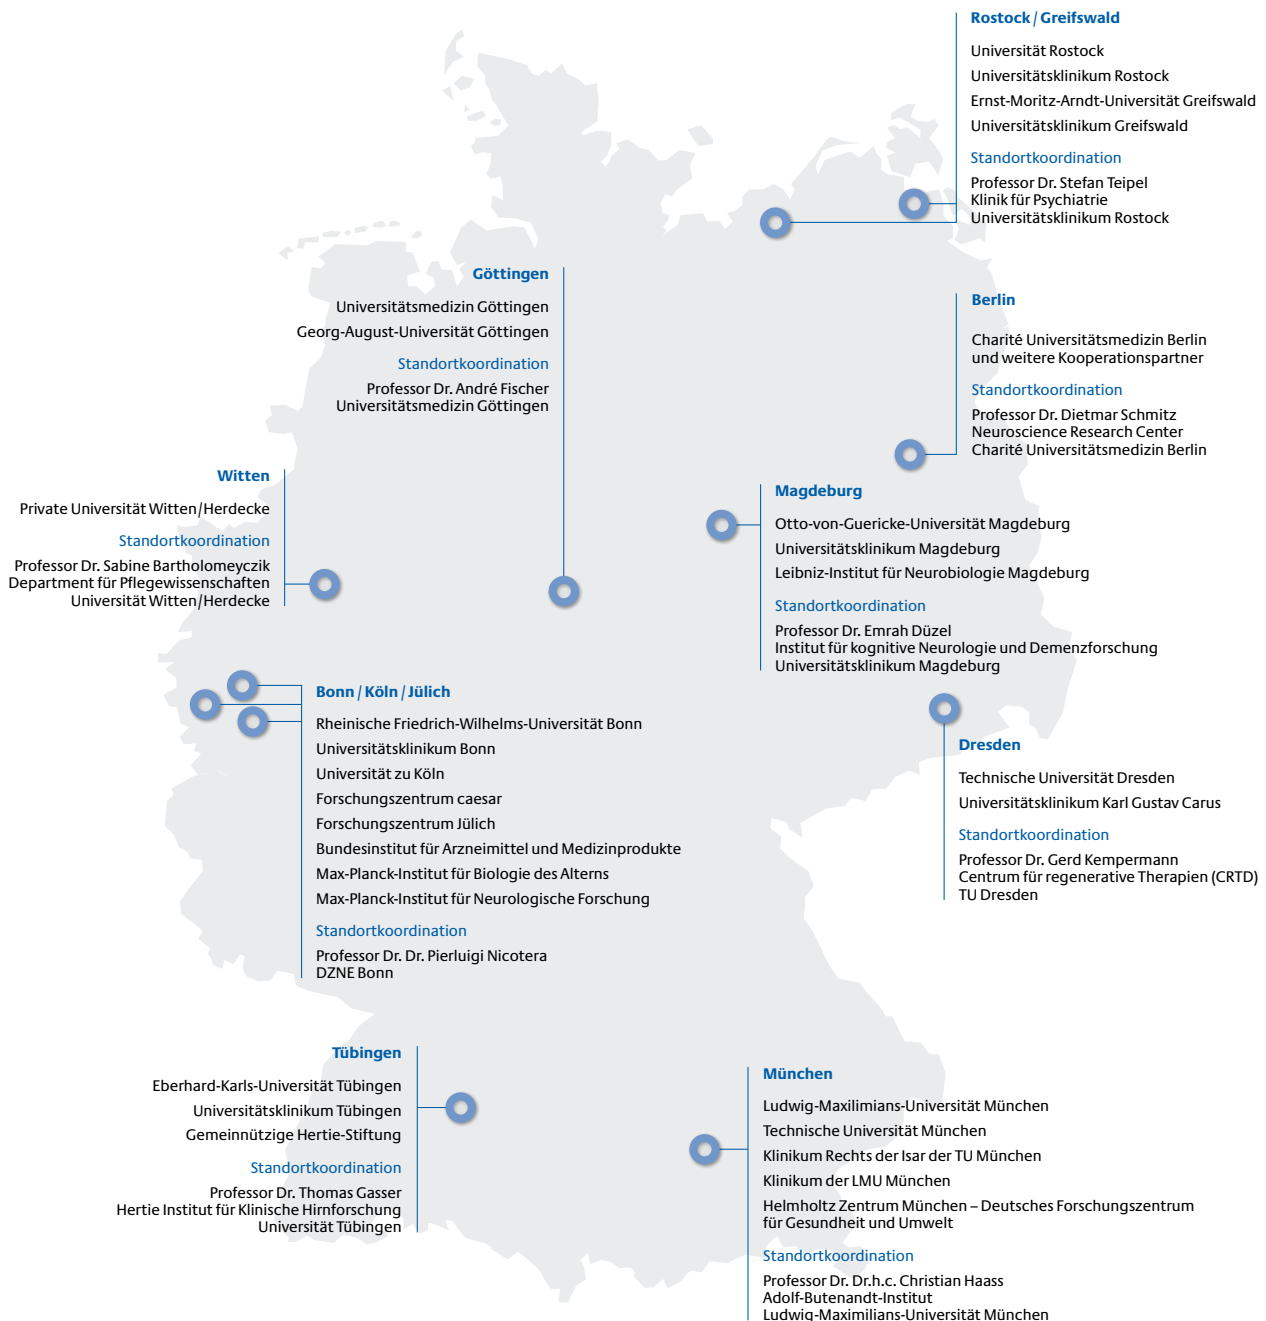 Rostock / Greifswald
Universität Rostock
Universitätsklinikum Rostock
Ernst-Moritz-Arndt-Universität Greifswald
Universitätsklinikum Greifswald
Standortkoordination
Professor Dr. Stefan Teipel
Klinik für Psychiatrie
Universitätsklinikum Rostock
Göttingen
Universitätsmedizin Göttingen
Georg-August-Universität Göttingen
Standortkoordination
Professor Dr. André Fischer
Universitätsmedizin Göttingen
Berlin
Charité Universitätsmedizin Berlin
und weitere Kooperationspartner
Standortkoordination
Professor Dr. Dietmar Schmitz
Neuroscience Research Center
Charité Universitätsmedizin Berlin
Witten
Private Universität Witten/Herdecke
Standortkoordination
Professor Dr. Sabine Bartholomeyczik
Department für Pflegewissenschaften
Universität Witten/Herdecke
Magdeburg
Otto-von-Guericke-Universität Magdeburg
Universitätsklinikum Magdeburg
Leibniz-Institut für Neurobiologie Magdeburg
Standortkoordination
Professor Dr. Emrah Düzel
Institut für kognitive Neurologie und Demenzforschung
Universitätsklinikum Magdeburg
Bonn / Köln / Jülich
Rheinische Friedrich-Wilhelms-Universität Bonn
Universitätsklinikum Bonn
Universität zu Köln
Forschungszentrum caesar
Forschungszentrum Jülich
Bundesinstitut für Arzneimittel und Medizinprodukte
Max-Planck-Institut für Biologie des Alterns
Max-Planck-Institut für Neurologische Forschung
Standortkoordination
Professor Dr. Dr. Pierluigi Nicotera
DZNE Bonn
Dresden
Technische Universität Dresden
Universitätsklinikum Karl Gustav Carus
Standortkoordination
Professor Dr. Gerd Kempermann
Centrum für regenerative Therapien (CRTD)
TU Dresden
Tübingen
Eberhard-Karls-Universität Tübingen
Universitätsklinikum Tübingen
Gemeinnützige Hertie-Stiftung
Standortkoordination
Professor Dr. Thomas Gasser
Hertie Institut für Klinische Hirnforschung
Universität Tübingen
München
Ludwig-Maxilimians-Universität München
Technische Universität München
Klinikum Rechts der Isar der TU München
Klinikum der LMU München
Helmholtz Zentrum München – Deutsches Forschungszentrum
für Gesundheit und Umwelt
Standortkoordination
Professor Dr. Dr.h.c. Christian Haass
Adolf-Butenandt-Institut
Ludwig-Maximilians-Universität München